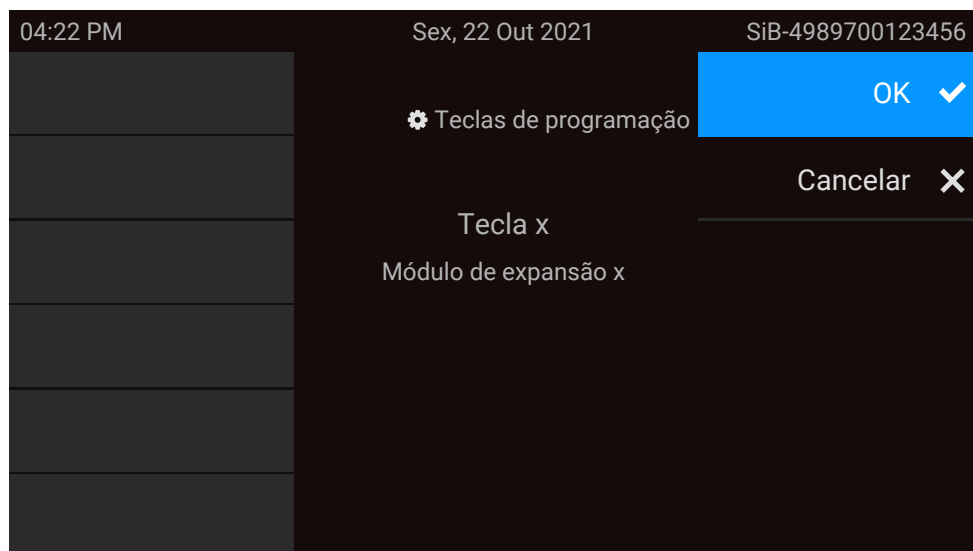 04:22 PM Sex, 22 Out 2021 SiB-4989700123456
OK
Teclas de programação
Cancelar
Tecla x
Módulo de expansão x